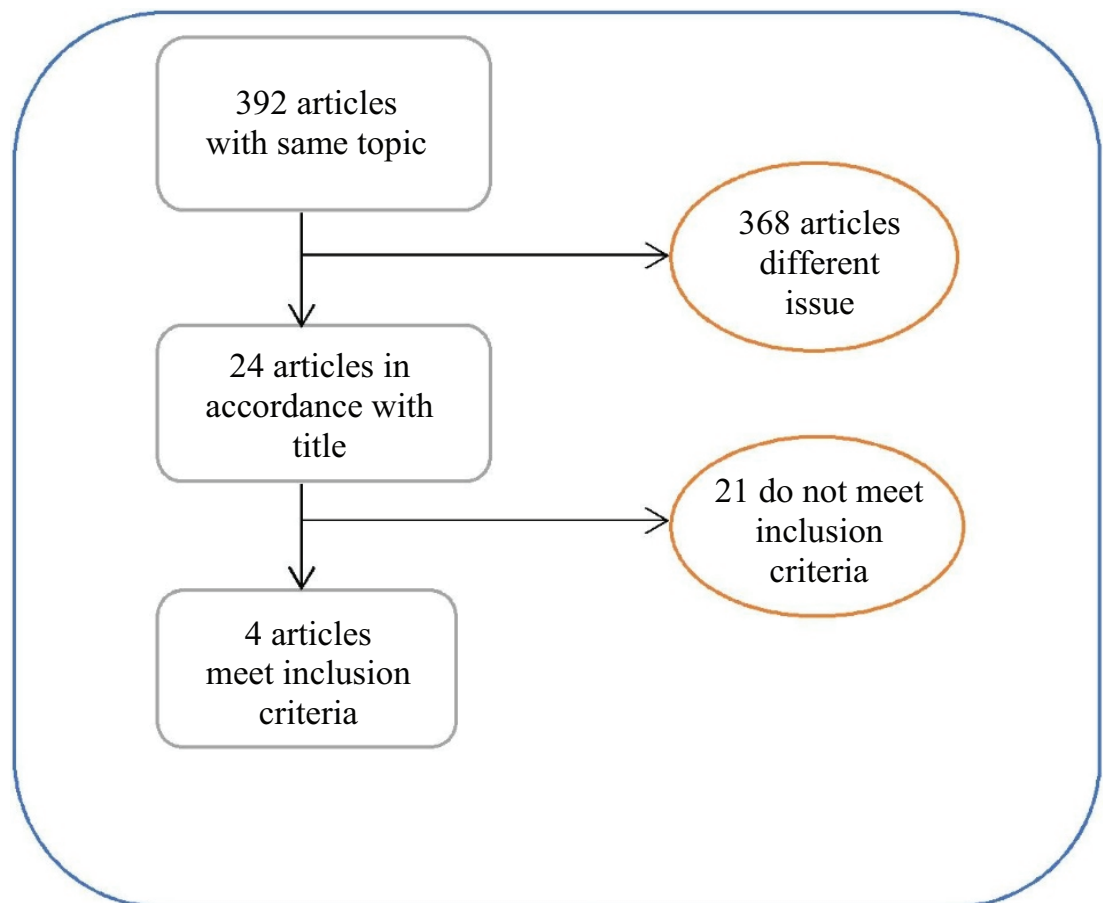 392 articles
with same topic
368 articles
different
issue
24 articles in
accordance with
title
21 do not meet
inclusion
criteria
4 articles
meet inclusion
criteria